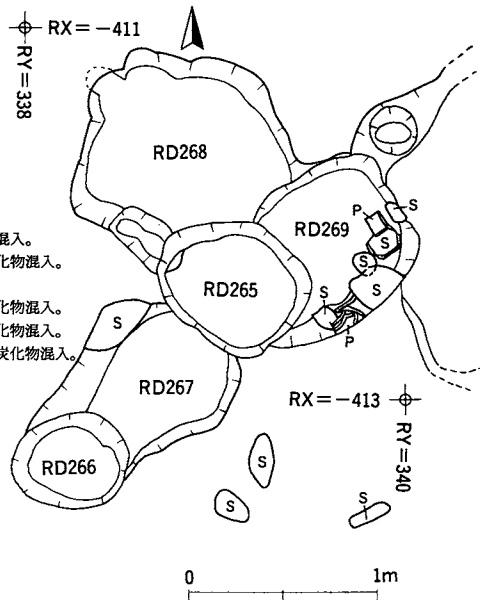 RX=-411
RY=338
RD268
RD269
S
P
S
S
S
S
P
RD265
混入。
化物混入。
化物混入。
化物混入。
炭化物混入。
S
RD267
RD266
RX=-413
RY=340
S
S
S
0 1m